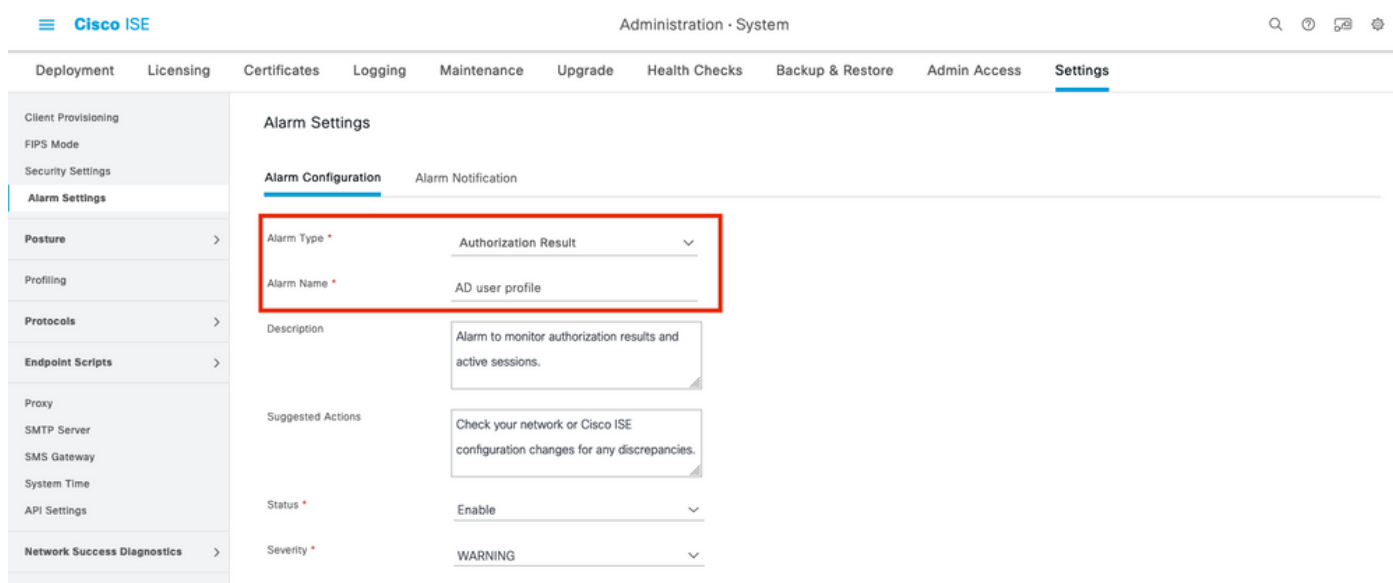 Cisco ISE
Administration · System
Deployment Licensing Certificates Logging Maintenance Upgrade Health Checks Backup & Restore Admin Access Settings
Client Provisioning
FIPS Mode
Security Settings
Alarm Settings
Posture
Profiling
Protocols
Endpoint Scripts
Proxy
SMTP Server
SMS Gateway
System Time
API Settings
Network Success Diagnostics
Alarm Settings
Alarm Configuration Alarm Notification
Alarm Type * Authorization Result
Alarm Name * AD user profile
Description
Alarm to monitor authorization results and
active sessions.
Suggested Actions
Check your network or Cisco ISE
configuration changes for any discrepancies.
Status * Enable
Severity * WARNING